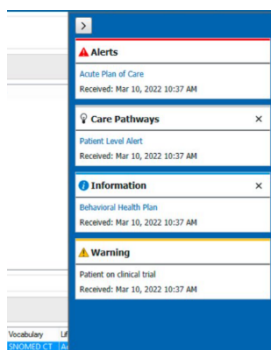 Alerts
Acute Plan of Care
Received: Mar 10, 2022 10:37 AM
Care Pathways
Patient Level Alert
Received: Mar 10, 2022 10:37 AM
Information
Behavioral Health Plan
Received: Mar 10, 2022 10:37 AM
Warning
Patient on clinical trial
Received: Mar 10, 2022 10:37 AM
Vocabulary
SNOMED CT